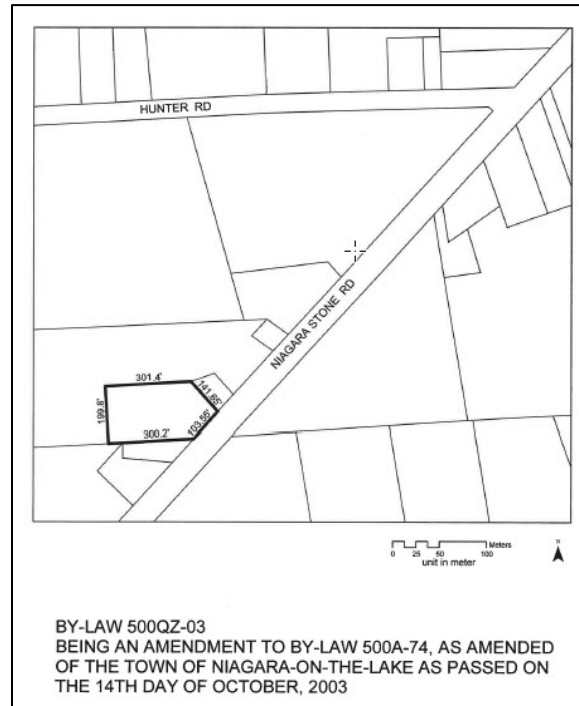 HUNTER RD
NIAGARA STONE RD
301.4'
141.65'
199.8'
103.55'
300.2'
Meters
0 25 50 100
unit in meter
N
BY-LAW 500QZ-03
BEING AN AMENDMENT TO BY-LAW 500A-74, AS AMENDED
OF THE TOWN OF NIAGARA-ON-THE-LAKE AS PASSED ON
THE 14TH DAY OF OCTOBER, 2003